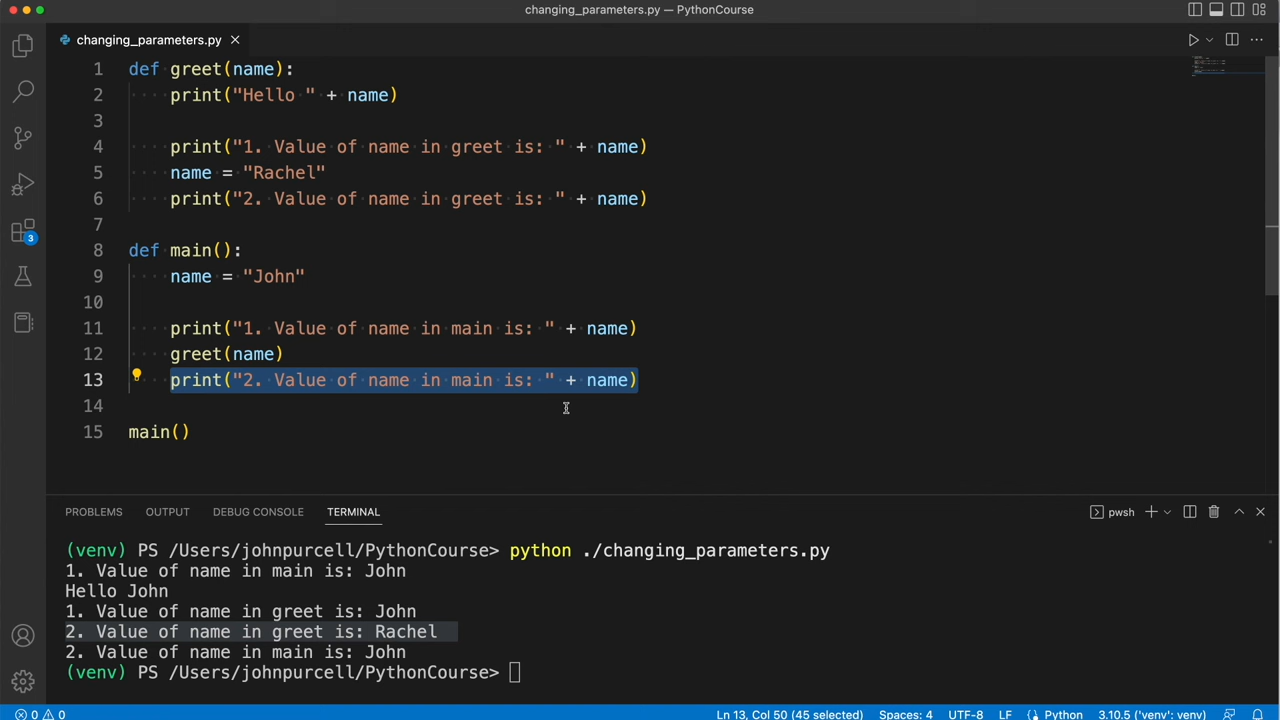 changing_parameters.py — PythonCourse
changing_parameters.py
1 def greet(name):
2 print("Hello " + name)
3
4 print("1. Value of name in greet is: " + name)
5 name = "Rachel"
6 print("2. Value of name in greet is: " + name)
7
8 def main():
9 name = "John"
10
11 print("1. Value of name in main is: " + name)
12 greet(name)
13 print("2. Value of name in main is: " + name)
14
15 main()
3
PROBLEMS OUTPUT DEBUG CONSOLE TERMINAL pwsh
(venv) PS /Users/johnpurcell/PythonCourse> python ./changing_parameters.py
1. Value of name in main is: John
Hello John
1. Value of name in greet is: John
2. Value of name in greet is: Rachel
2. Value of name in main is: John
(venv) PS /Users/johnpurcell/PythonCourse>
0 0 Ln 13, Col 50 (45 selected) Spaces: 4 UTF-8 LF Python 3.10.5 ('venv': venv)